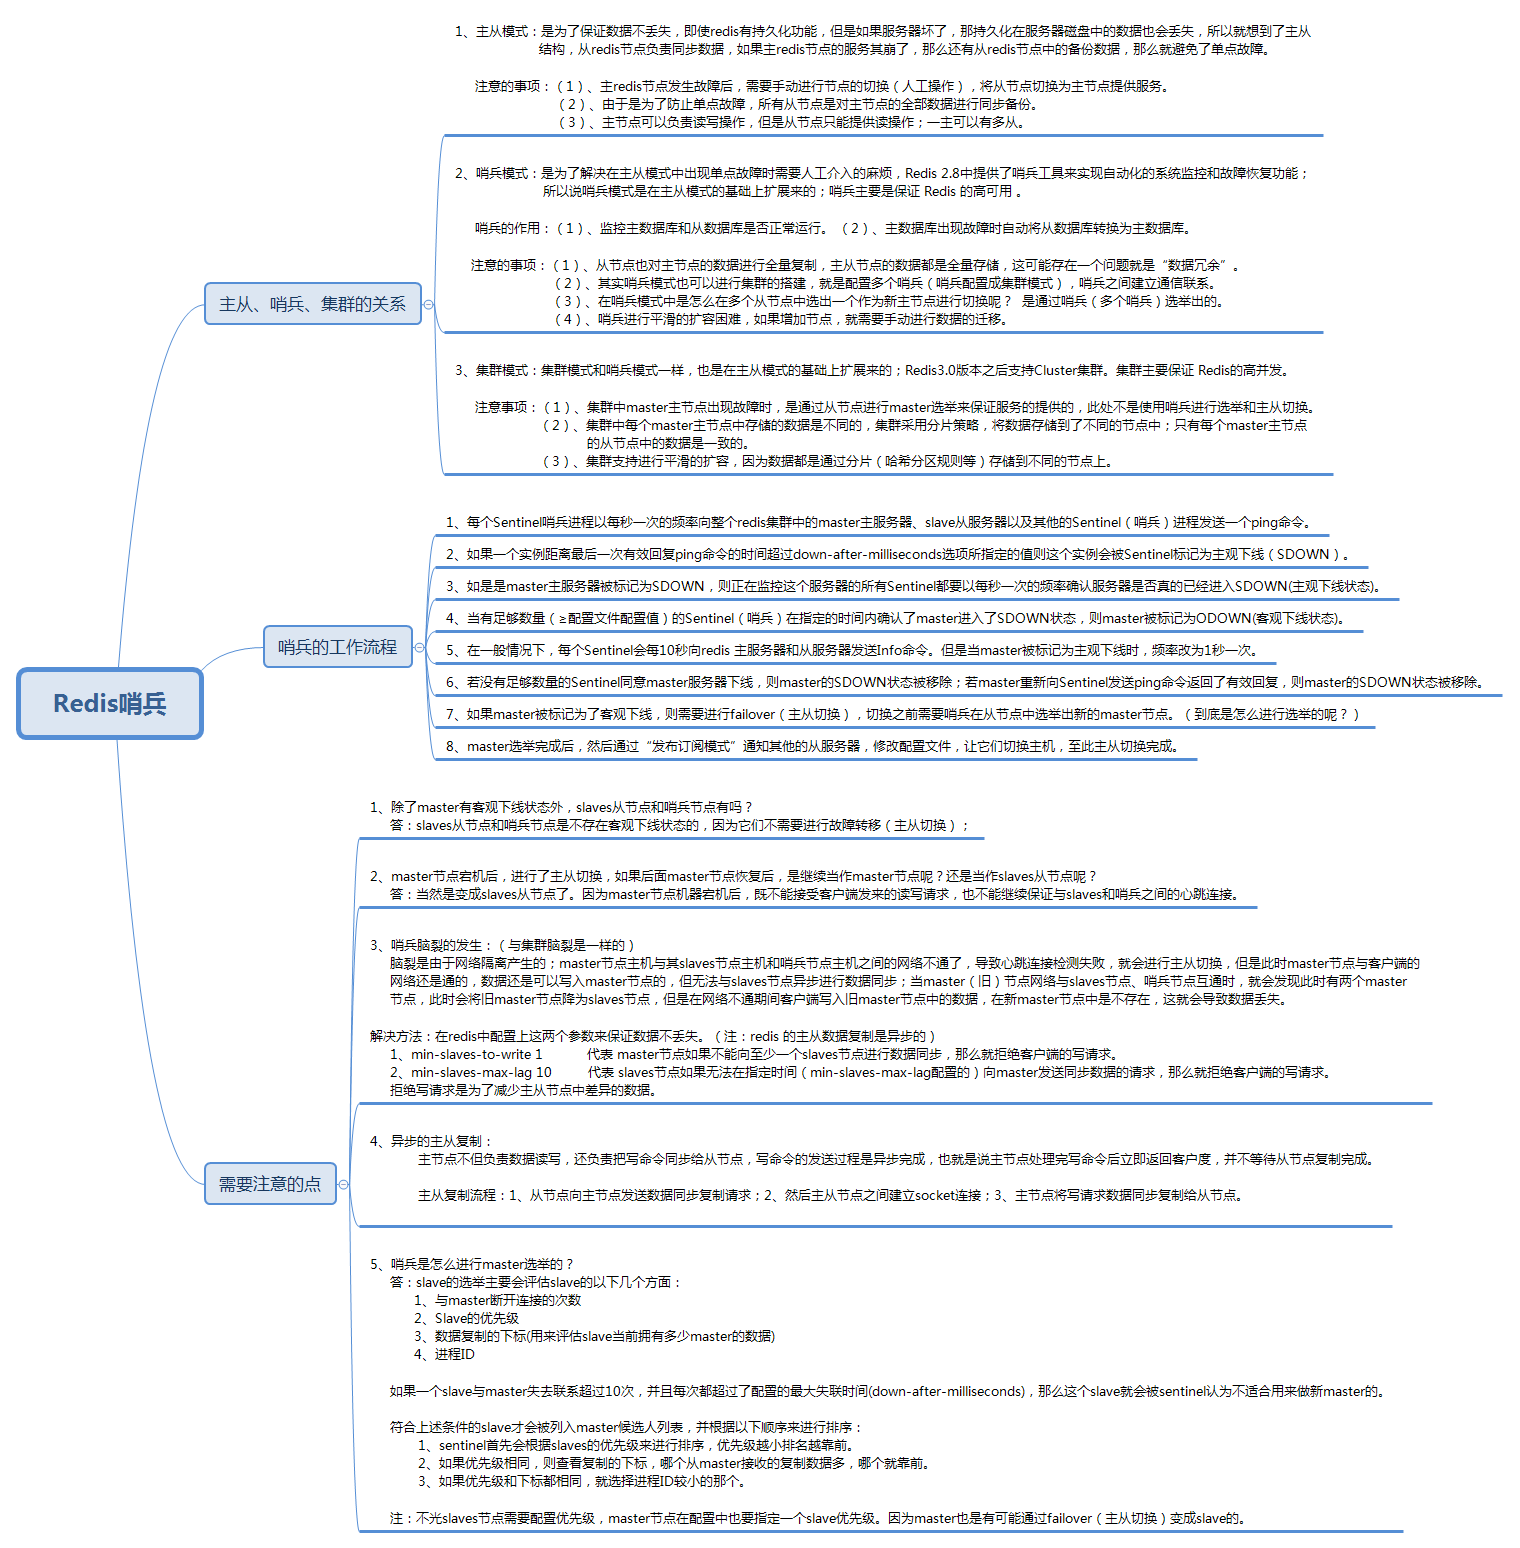 Redis哨兵
主从、哨兵、集群的关系
1、主从模式：是为了保证数据不丢失，即使redis有持久化功能，但是如果服务器坏了，那持久化在服务器磁盘中的数据也会丢失，所以就想到了主从
结构，从redis节点负责同步数据，如果主redis节点的服务其崩了，那么还有从redis节点中的备份数据，那么就避免了单点故障。
注意的事项：（1）、主redis节点发生故障后，需要手动进行节点的切换（人工操作），将从节点切换为主节点提供服务。
（2）、由于是为了防止单点故障，所有从节点是对主节点的全部数据进行同步备份。
（3）、主节点可以负责读写操作，但是从节点只能提供读操作；一主可以有多从。
2、哨兵模式：是为了解决在主从模式中出现单点故障时需要人工介入的麻烦，Redis 2.8中提供了哨兵工具来实现自动化的系统监控和故障恢复功能；
所以说哨兵模式是在主从模式的基础上扩展来的；哨兵主要是保证 Redis 的高可用 。
哨兵的作用：（1）、监控主数据库和从数据库是否正常运行。 （2）、主数据库出现故障时自动将从数据库转换为主数据库。
注意的事项：（1）、从节点也对主节点的数据进行全量复制，主从节点的数据都是全量存储，这可能存在一个问题就是“数据冗余”。
（2）、其实哨兵模式也可以进行集群的搭建，就是配置多个哨兵（哨兵配置成集群模式），哨兵之间建立通信联系。
（3）、在哨兵模式中是怎么在多个从节点中选出一个作为新主节点进行切换呢？ 是通过哨兵（多个哨兵）选举出的。
（4）、哨兵进行平滑的扩容困难，如果增加节点，就需要手动进行数据的迁移。
3、集群模式：集群模式和哨兵模式一样，也是在主从模式的基础上扩展来的；Redis3.0版本之后支持Cluster集群。集群主要保证 Redis的高并发。
注意事项：（1）、集群中master主节点出现故障时，是通过从节点进行master选举来保证服务的提供的，此处不是使用哨兵进行选举和主从切换。
（2）、集群中每个master主节点中存储的数据是不同的，集群采用分片策略，将数据存储到了不同的节点中；只有每个master主节点
的从节点中的数据是一致的。
（3）、集群支持进行平滑的扩容，因为数据都是通过分片（哈希分区规则等）存储到不同的节点上。
哨兵的工作流程
1、每个Sentinel哨兵进程以每秒一次的频率向整个redis集群中的master主服务器、slave从服务器以及其他的Sentinel（哨兵）进程发送一个ping命令。
2、如果一个实例距离最后一次有效回复ping命令的时间超过down-after-milliseconds选项所指定的值则这个实例会被Sentinel标记为主观下线（SDOWN）。
3、如是是master主服务器被标记为SDOWN，则正在监控这个服务器的所有Sentinel都要以每秒一次的频率确认服务器是否真的已经进入SDOWN(主观下线状态)。
4、当有足够数量（≥配置文件配置值）的Sentinel（哨兵）在指定的时间内确认了master进入了SDOWN状态，则master被标记为ODOWN(客观下线状态)。
5、在一般情况下，每个Sentinel会每10秒向redis 主服务器和从服务器发送Info命令。但是当master被标记为主观下线时，频率改为1秒一次。
6、若没有足够数量的Sentinel同意master服务器下线，则master的SDOWN状态被移除；若master重新向Sentinel发送ping命令返回了有效回复，则master的SDOWN状态被移除。
7、如果master被标记为了客观下线，则需要进行failover（主从切换），切换之前需要哨兵在从节点中选举出新的master节点。（到底是怎么进行选举的呢？）
8、master选举完成后，然后通过“发布订阅模式”通知其他的从服务器，修改配置文件，让它们切换主机，至此主从切换完成。
需要注意的点
1、除了master有客观下线状态外，slaves从节点和哨兵节点有吗？
答：slaves从节点和哨兵节点是不存在客观下线状态的，因为它们不需要进行故障转移（主从切换）；
2、master节点宕机后，进行了主从切换，如果后面master节点恢复后，是继续当作master节点呢？还是当作slaves从节点呢？
答：当然是变成slaves从节点了。因为master节点机器宕机后，既不能接受客户端发来的读写请求，也不能继续保证与slaves和哨兵之间的心跳连接。
3、哨兵脑裂的发生：（与集群脑裂是一样的）
脑裂是由于网络隔离产生的；master节点主机与其slaves节点主机和哨兵节点主机之间的网络不通了，导致心跳连接检测失败，就会进行主从切换，但是此时master节点与客户端的
网络还是通的，数据还是可以写入master节点的，但无法与slaves节点异步进行数据同步；当master（旧）节点网络与slaves节点、哨兵节点互通时，就会发现此时有两个master
节点，此时会将旧master节点降为slaves节点，但是在网络不通期间客户端写入旧master节点中的数据，在新master节点中是不存在，这就会导致数据丢失。
解决方法：在redis中配置上这两个参数来保证数据不丢失。（注：redis 的主从数据复制是异步的）
1、min-slaves-to-write 1 代表 master节点如果不能向至少一个slaves节点进行数据同步，那么就拒绝客户端的写请求。
2、min-slaves-max-lag 10 代表 slaves节点如果无法在指定时间（min-slaves-max-lag配置的）向master发送同步数据的请求，那么就拒绝客户端的写请求。
拒绝写请求是为了减少主从节点中差异的数据。
4、异步的主从复制：
主节点不但负责数据读写，还负责把写命令同步给从节点，写命令的发送过程是异步完成，也就是说主节点处理完写命令后立即返回客户度，并不等待从节点复制完成。
主从复制流程：1、从节点向主节点发送数据同步复制请求；2、然后主从节点之间建立socket连接；3、主节点将写请求数据同步复制给从节点。
5、哨兵是怎么进行master选举的？
答：slave的选举主要会评估slave的以下几个方面：
1、与master断开连接的次数
2、Slave的优先级
3、数据复制的下标(用来评估slave当前拥有多少master的数据)
4、进程ID
如果一个slave与master失去联系超过10次，并且每次都超过了配置的最大失联时间(down-after-milliseconds)，那么这个slave就会被sentinel认为不适合用来做新master的。
符合上述条件的slave才会被列入master候选人列表，并根据以下顺序来进行排序：
1、sentinel首先会根据slaves的优先级来进行排序，优先级越小排名越靠前。
2、如果优先级相同，则查看复制的下标，哪个从master接收的复制数据多，哪个就靠前。
3、如果优先级和下标都相同，就选择进程ID较小的那个。
注：不光slaves节点需要配置优先级，master节点在配置中也要指定一个slave优先级。因为master也是有可能通过failover（主从切换）变成slave的。